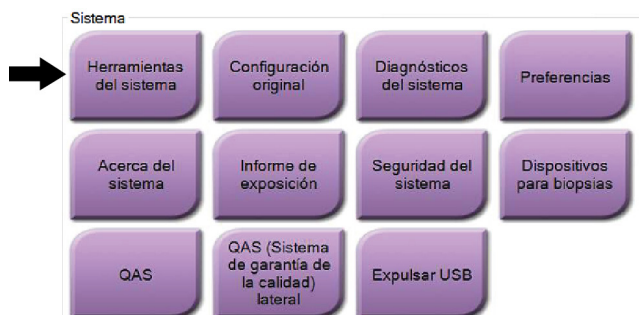 Sistema
Herramientas
del sistema
Configuración
original
Diagnósticos
del sistema
Preferencias
Acerca del
sistema
Informe de
exposición
Seguridad del
sistema
Dispositivos
para biopsias
QAS
QAS (Sistema
de garantía de
la calidad)
lateral
Expulsar USB